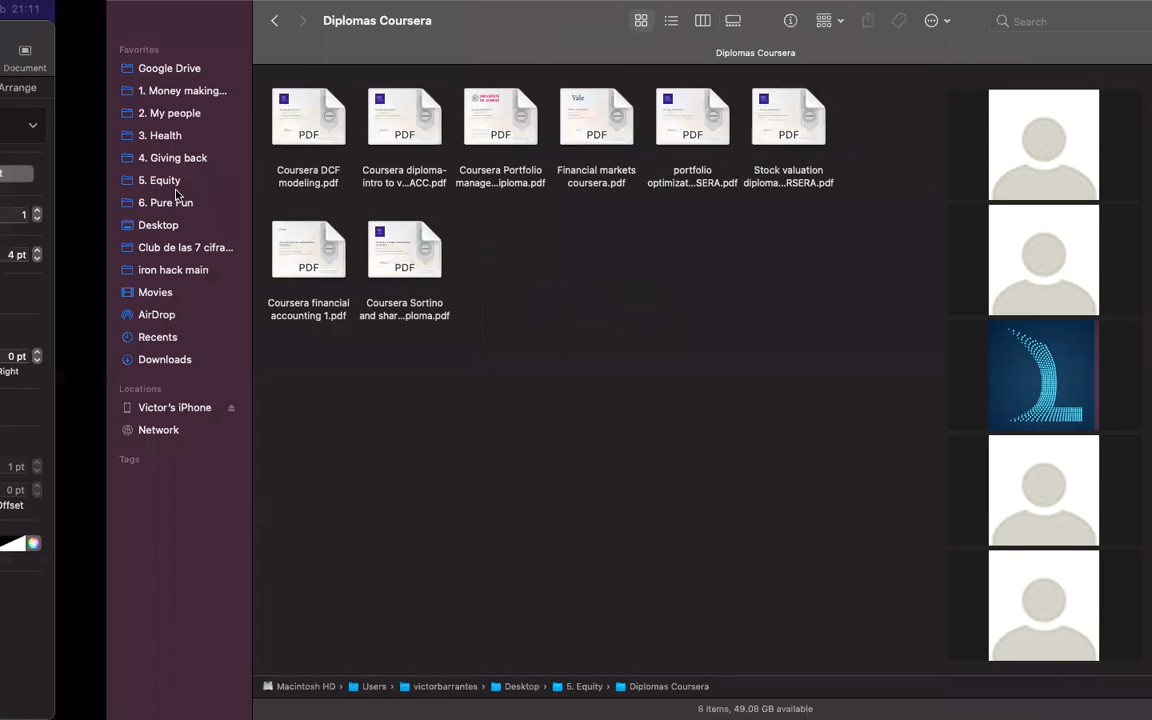 b 21:11
Document
Arrange
t
1
4 pt
0 pt
Right
1 pt
0 pt
Offset
Favorites
Google Drive
1. Money making...
2. My people
3. Health
4. Giving back
5. Equity
6. Pure Fun
Desktop
Club de las 7 cifra...
iron hack main
Movies
AirDrop
Recents
Downloads
Locations
Victor's iPhone
Network
Tags
Diplomas Coursera
Search
Diplomas Coursera
PDF
PDF
UNIVERSITÉ DE GENÈVE
PDF
Yale
PDF
PDF
PDF
Coursera DCF
modeling.pdf
Coursera diploma-
intro to v...ACC.pdf
Coursera Portfolio
manage...iploma.pdf
Financial markets
coursera.pdf
portfolio
optimizat...SERA.pdf
Stock valuation
diploma...RSERA.pdf
PDF
PDF
Coursera financial
accounting 1.pdf
Coursera Sortino
and shar...ploma.pdf
Macintosh HD › Users › victorbarrantes › Desktop › 5. Equity › Diplomas Coursera
8 items, 49.08 GB available